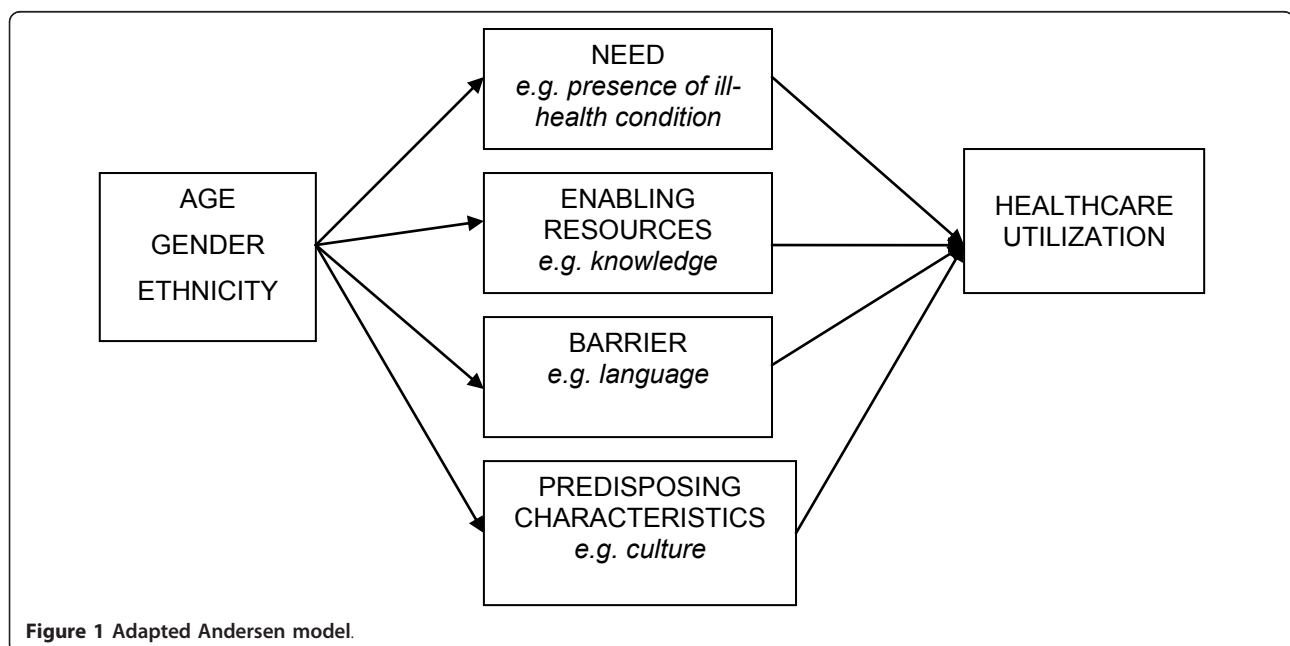 AGE
GENDER
ETHNICITY
NEED
e.g. presence of ill-
health condition
ENABLING
RESOURCES
e.g. knowledge
BARRIER
e.g. language
PREDISPOSING
CHARACTERISTICS
e.g. culture
HEALTHCARE
UTILIZATION
Figure 1 Adapted Andersen model.